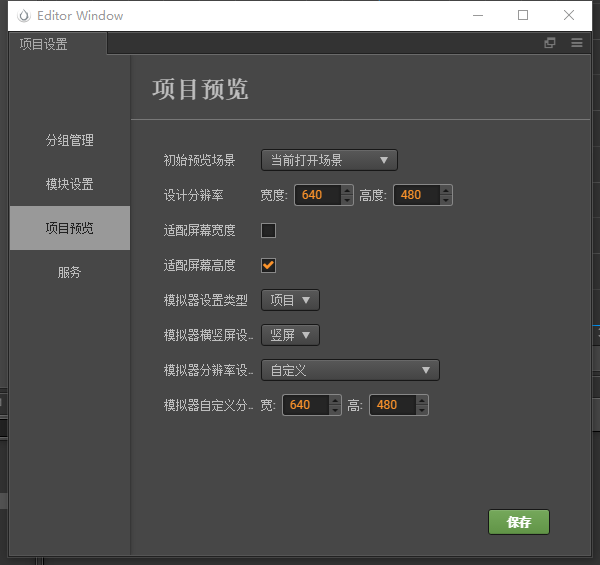 Editor Window
项目设置
项目预览
分组管理
模块设置
项目预览
服务
初始预览场景 当前打开场景
设计分辨率 宽度: 640 高度: 480
适配屏幕宽度
适配屏幕高度
模拟器设置类型 项目
模拟器横竖屏设.. 竖屏
模拟器分辨率设.. 自定义
模拟器自定义分.. 宽: 640 高: 480
保存